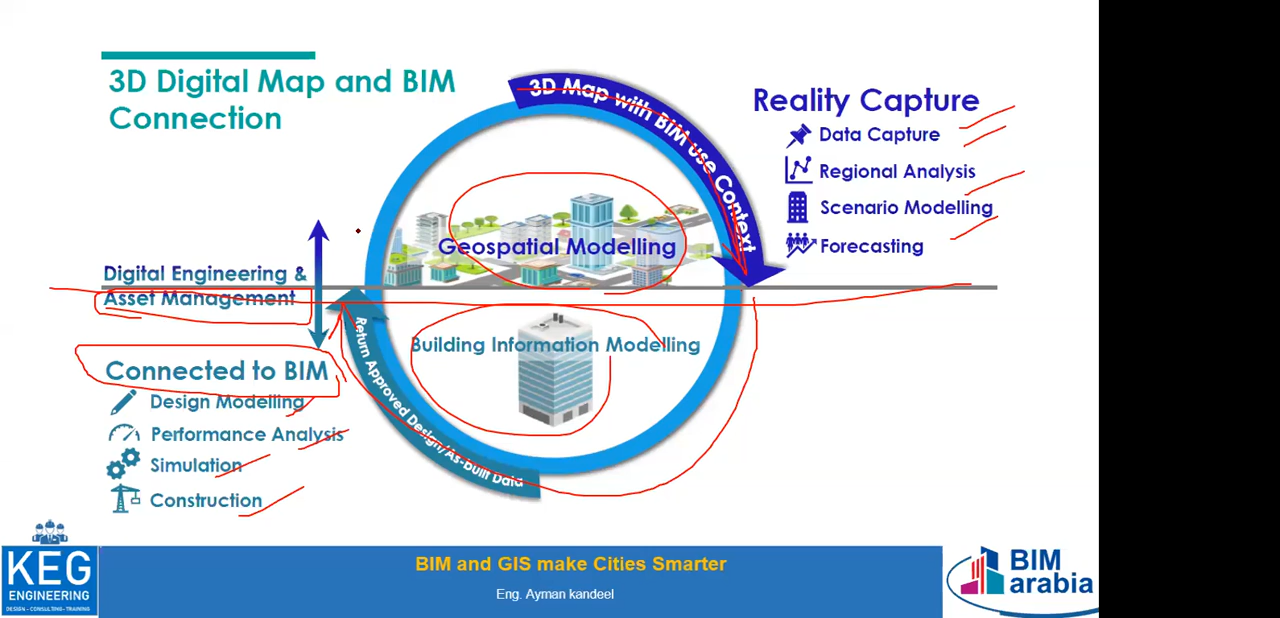 3D Digital Map and BIM
Connection
3D Map with BIM use Context
Reality Capture
Data Capture
Regional Analysis
Scenario Modelling
Forecasting
Geospatial Modelling
Digital Engineering &
Asset Management
Building Information Modelling
Return Approved Design/As-built Data
Connected to BIM
Design Modelling
Performance Analysis
Simulation
Construction
KEG
ENGINEERING
DESIGN - CONSULTING - TRAINING
BIM and GIS make Cities Smarter
Eng. Ayman kandeel
BIM
arabia